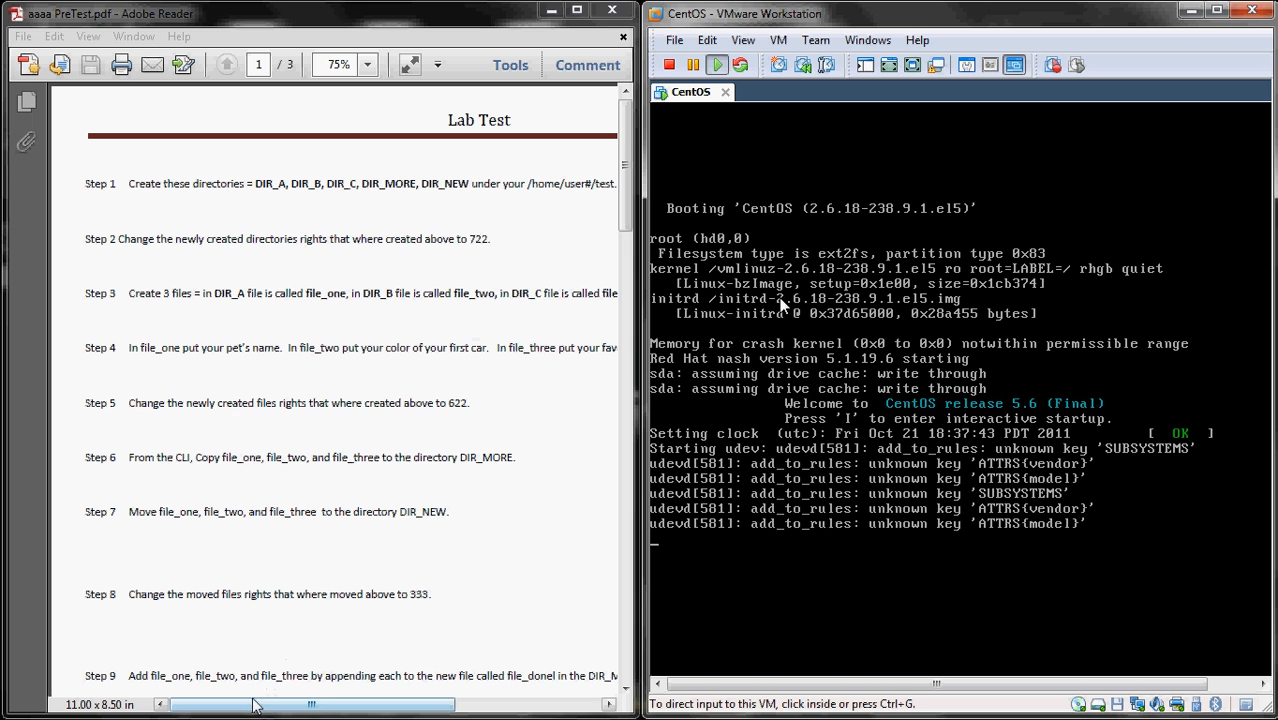 aaaa PreTest.pdf - Adobe Reader
File Edit View Window Help
1 / 3 75% Tools Comment
Lab Test
Step 1 Create these directories = DIR_A, DIR_B, DIR_C, DIR_MORE, DIR_NEW under your /home/user#/test.
Step 2 Change the newly created directories rights that where created above to 722.
Step 3 Create 3 files = in DIR_A file is called file_one, in DIR_B file is called file_two, in DIR_C file is called file
Step 4 In file_one put your pet's name. In file_two put your color of your first car. In file_three put your fav
Step 5 Change the newly created files rights that where created above to 622.
Step 6 From the CLI, Copy file_one, file_two, and file_three to the directory DIR_MORE.
Step 7 Move file_one, file_two, and file_three to the directory DIR_NEW.
Step 8 Change the moved files rights that where moved above to 333.
Step 9 Add file_one, file_two, and file_three by appending each to the new file called file_donel in the DIR_M
11.00 x 8.50 in
CentOS - VMware Workstation
File Edit View VM Team Windows Help
CentOS
Booting 'CentOS (2.6.18-238.9.1.el5)'
root (hd0,0)
Filesystem type is ext2fs, partition type 0x83
kernel /vmlinuz-2.6.18-238.9.1.el5 ro root=LABEL=/ rhgb quiet
[Linux-bzImage, setup=0x1e00, size=0x1cb374]
initrd /initrd-2.6.18-238.9.1.el5.img
[Linux-initrd @ 0x37d65000, 0x28a455 bytes]
Memory for crash kernel (0x0 to 0x0) notwithin permissible range
Red Hat nash version 5.1.19.6 starting
sda: assuming drive cache: write through
sda: assuming drive cache: write through
Welcome to CentOS release 5.6 (Final)
Press 'I' to enter interactive startup.
Setting clock (utc): Fri Oct 21 18:37:43 PDT 2011 [ OK ]
Starting udev: udevd[581]: add_to_rules: unknown key 'SUBSYSTEMS'
udevd[581]: add_to_rules: unknown key 'ATTRS{vendor}'
udevd[581]: add_to_rules: unknown key 'ATTRS{model}'
udevd[581]: add_to_rules: unknown key 'SUBSYSTEMS'
udevd[581]: add_to_rules: unknown key 'ATTRS{vendor}'
udevd[581]: add_to_rules: unknown key 'ATTRS{model}'
To direct input to this VM, click inside or press Ctrl+G.